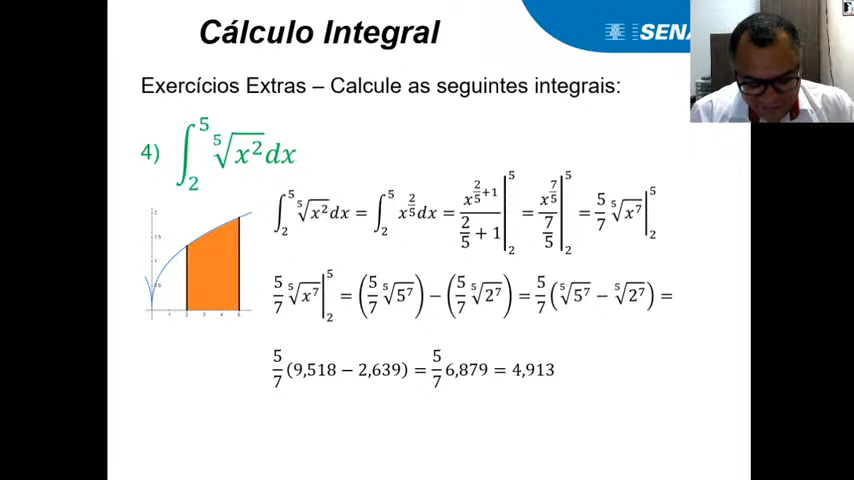 Cálculo Integral
SENA
Exercícios Extras – Calcule as seguintes integrais:
4) ∫₂⁵ ⁵√x² dx
∫₂⁵ ⁵√x² dx = ∫₂⁵ x^(2/5) dx = x^(2/5+1)/(2/5 + 1) |₂⁵ = x^(7/5)/(7/5) |₂⁵ = 5/7 ⁵√x⁷ |₂⁵
5/7 ⁵√x⁷ |₂⁵ = (5/7 ⁵√5⁷) − (5/7 ⁵√2⁷) = 5/7 (⁵√5⁷ − ⁵√2⁷) =
5/7 (9,518 − 2,639) = 5/7 6,879 = 4,913